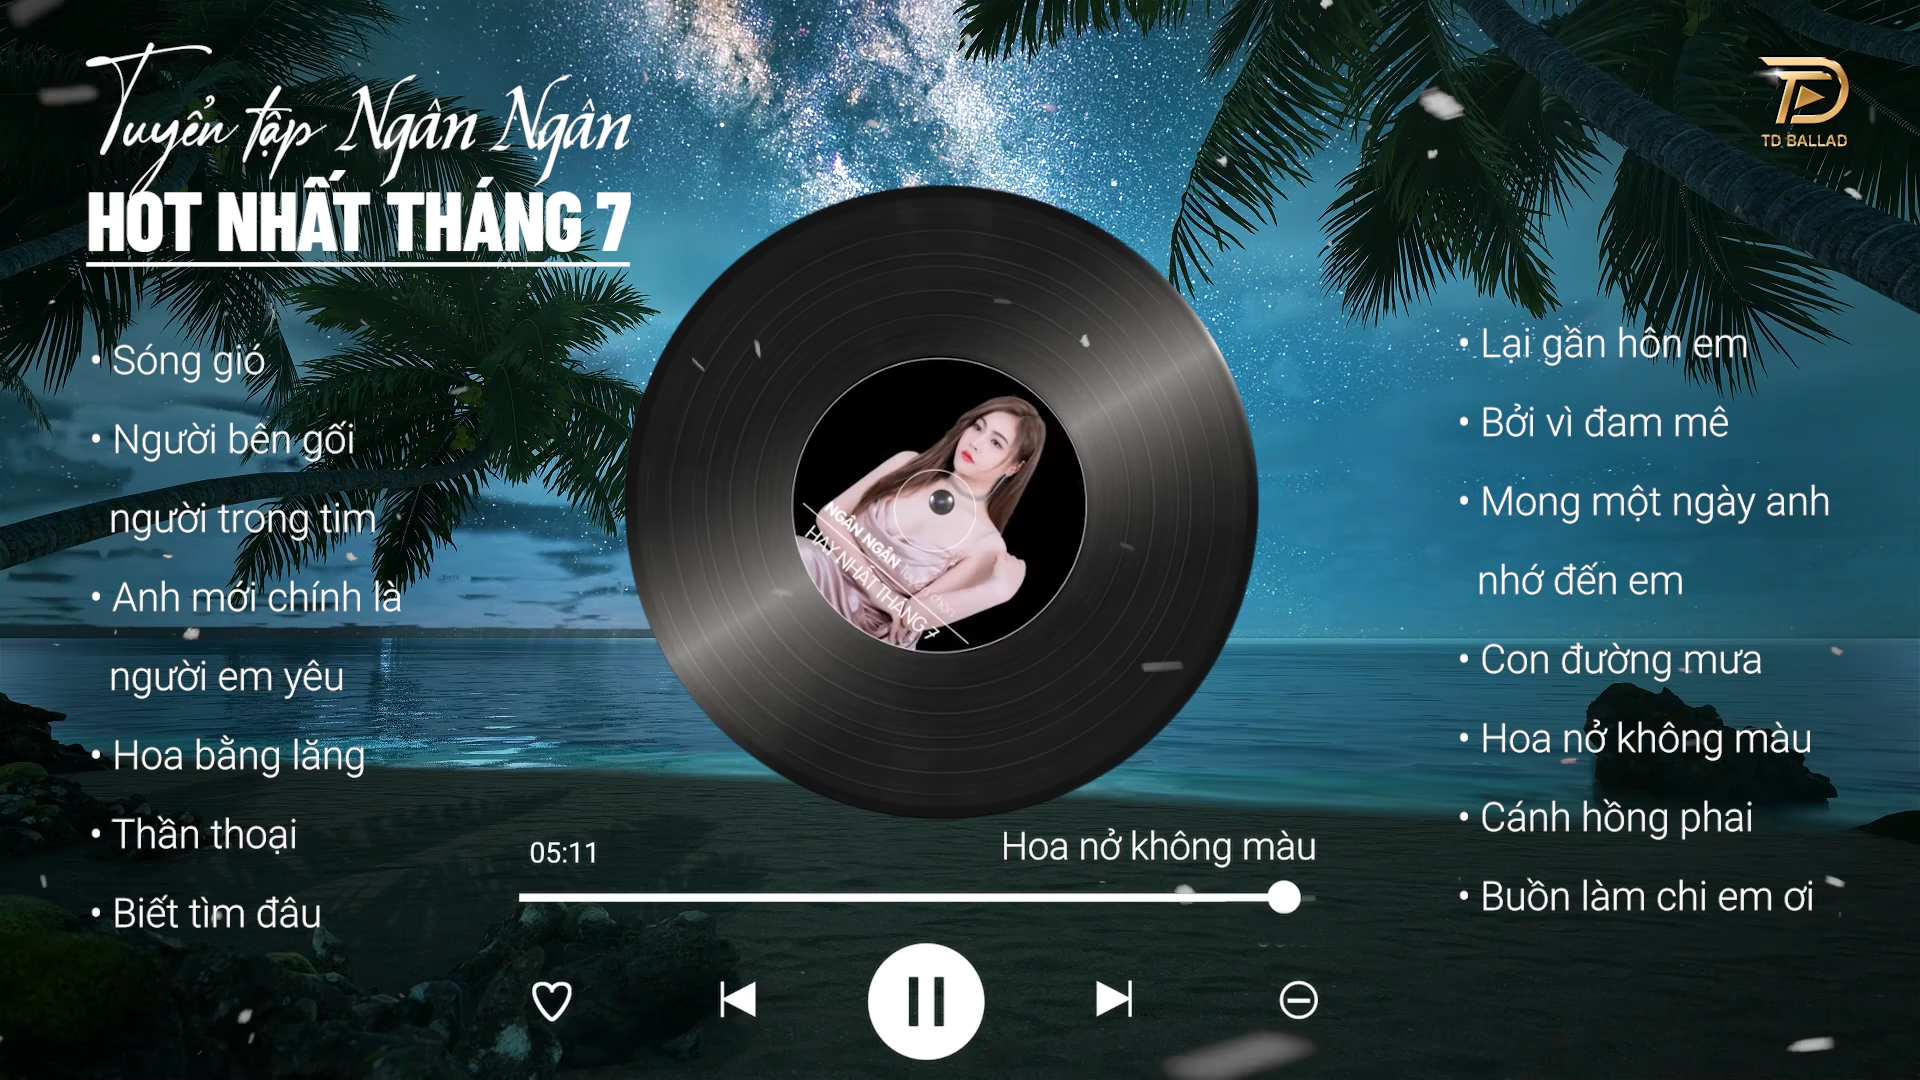 Tuyển tập Ngân Ngân
HOT NHẤT THÁNG 7
TD BALLAD
• Sóng gió
• Người bên gối
người trong tim
• Anh mới chính là
người em yêu
• Hoa bằng lăng
• Thần thoại
• Biết tìm đâu
NGÂN NGÂN Tuyển chọn
HAY NHẤT THÁNG 7
• Lại gần hôn em
• Bởi vì đam mê
• Mong một ngày anh
nhớ đến em
• Con đường mưa
• Hoa nở không màu
• Cánh hồng phai
• Buồn làm chi em ơi
05:11
Hoa nở không màu